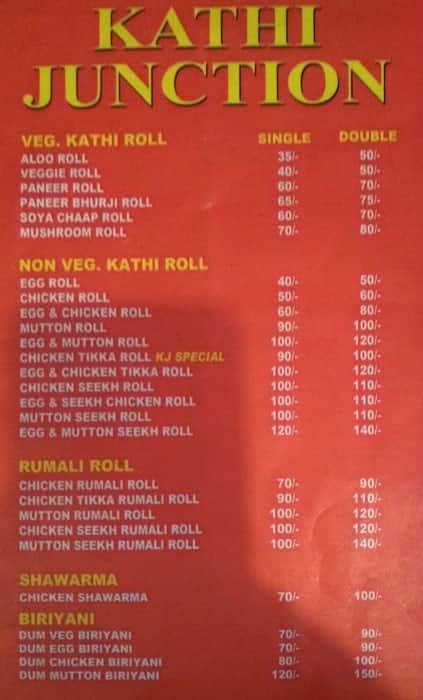 KATHI
JUNCTION
VEG. KATHI ROLL SINGLE DOUBLE
ALOO ROLL 35/- 50/-
VEGGIE ROLL 40/- 50/-
PANEER ROLL 60/- 70/-
PANEER BHURJI ROLL 65/- 75/-
SOYA CHAAP ROLL 60/- 70/-
MUSHROOM ROLL 70/- 80/-
NON VEG. KATHI ROLL
EGG ROLL 40/- 50/-
CHICKEN ROLL 50/- 60/-
EGG & CHICKEN ROLL 60/- 80/-
MUTTON ROLL 90/- 100/-
EGG & MUTTON ROLL 100/- 120/-
CHICKEN TIKKA ROLL KJ SPECIAL 90/- 100/-
EGG & CHICKEN TIKKA ROLL 100/- 120/-
CHICKEN SEEKH ROLL 100/- 110/-
EGG & SEEKH CHICKEN ROLL 100/- 110/-
MUTTON SEEKH ROLL 100/- 110/-
EGG & MUTTON SEEKH ROLL 120/- 140/-
RUMALI ROLL
CHICKEN RUMALI ROLL 70/- 90/-
CHICKEN TIKKA RUMALI ROLL 90/- 110/-
MUTTON RUMALI ROLL 100/- 120/-
CHICKEN SEEKH RUMALI ROLL 100/- 120/-
MUTTON SEEKH RUMALI ROLL 100/- 140/-
SHAWARMA
CHICKEN SHAWARMA 70/- 100/-
BIRIYANI
DUM VEG BIRIYANI 70/- 90/-
DUM EGG BIRIYANI 70/- 90/-
DUM CHICKEN BIRIYANI 80/- 100/-
DUM MUTTON BIRIYANI 120/- 150/-